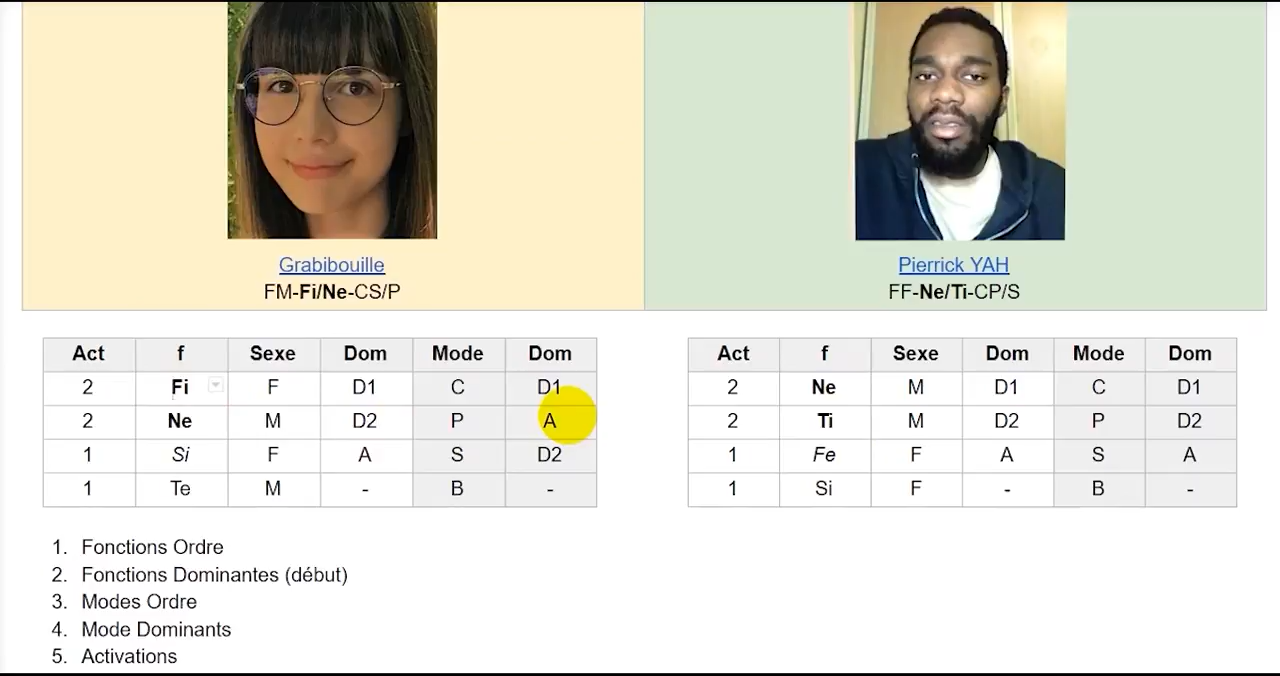 Grabibouille
FM-Fi/Ne-CS/P
Pierrick YAH
FF-Ne/Ti-CP/S
Act f Sexe Dom Mode Dom
2 Fi F D1 C D1
2 Ne M D2 P A
1 Si F A S D2
1 Te M - B -
Act f Sexe Dom Mode Dom
2 Ne M D1 C D1
2 Ti M D2 P D2
1 Fe F A S A
1 Si F - B -
1. Fonctions Ordre
2. Fonctions Dominantes (début)
3. Modes Ordre
4. Mode Dominants
5. Activations